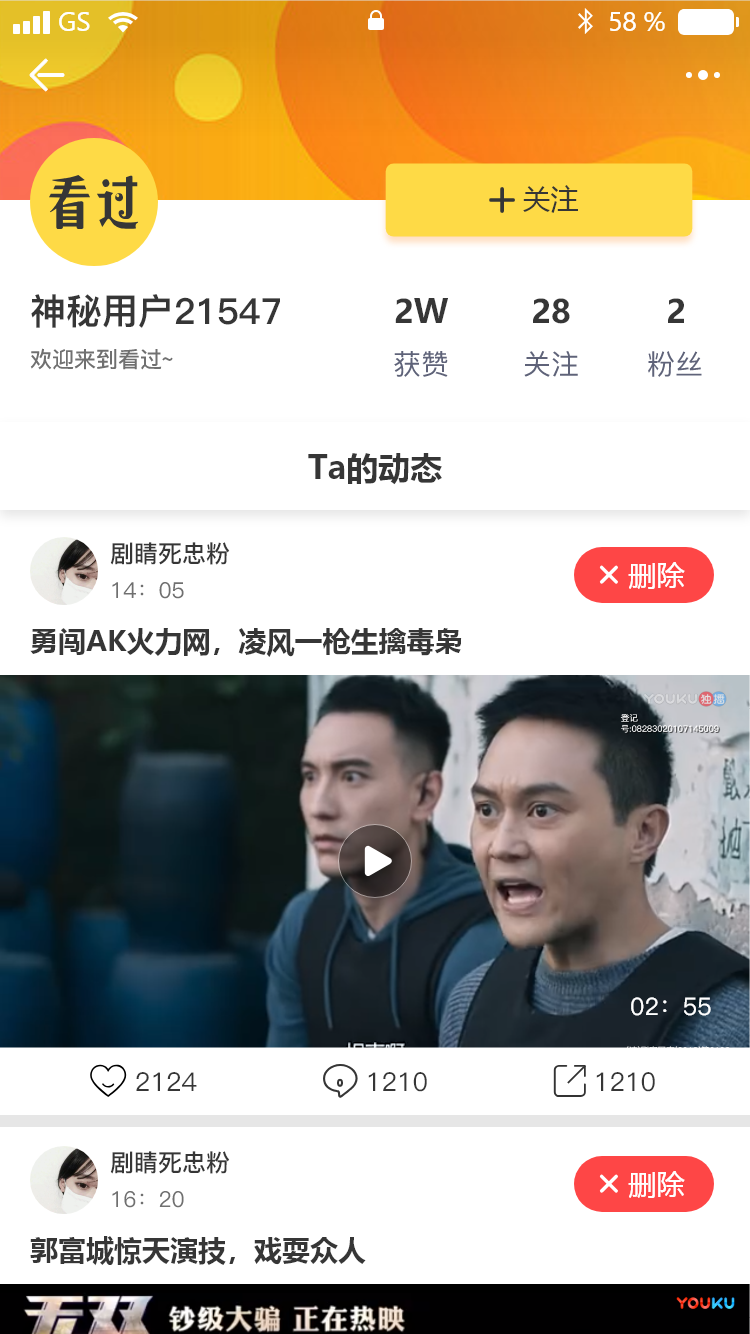 GS
58 %
看过
关注
神秘用户21547
欢迎来到看过~
2W
28
2
获赞
关注
粉丝
Ta的动态
剧睛死忠粉
14：05
删除
勇闯AK火力网，凌风一枪生擒毒枭
YOUKU 独播
登记
号:08283020107145009
02：55
2124
1210
1210
剧睛死忠粉
16：20
删除
郭富城惊天演技，戏耍众人
无双
钞级大骗 正在热映
YOUKU